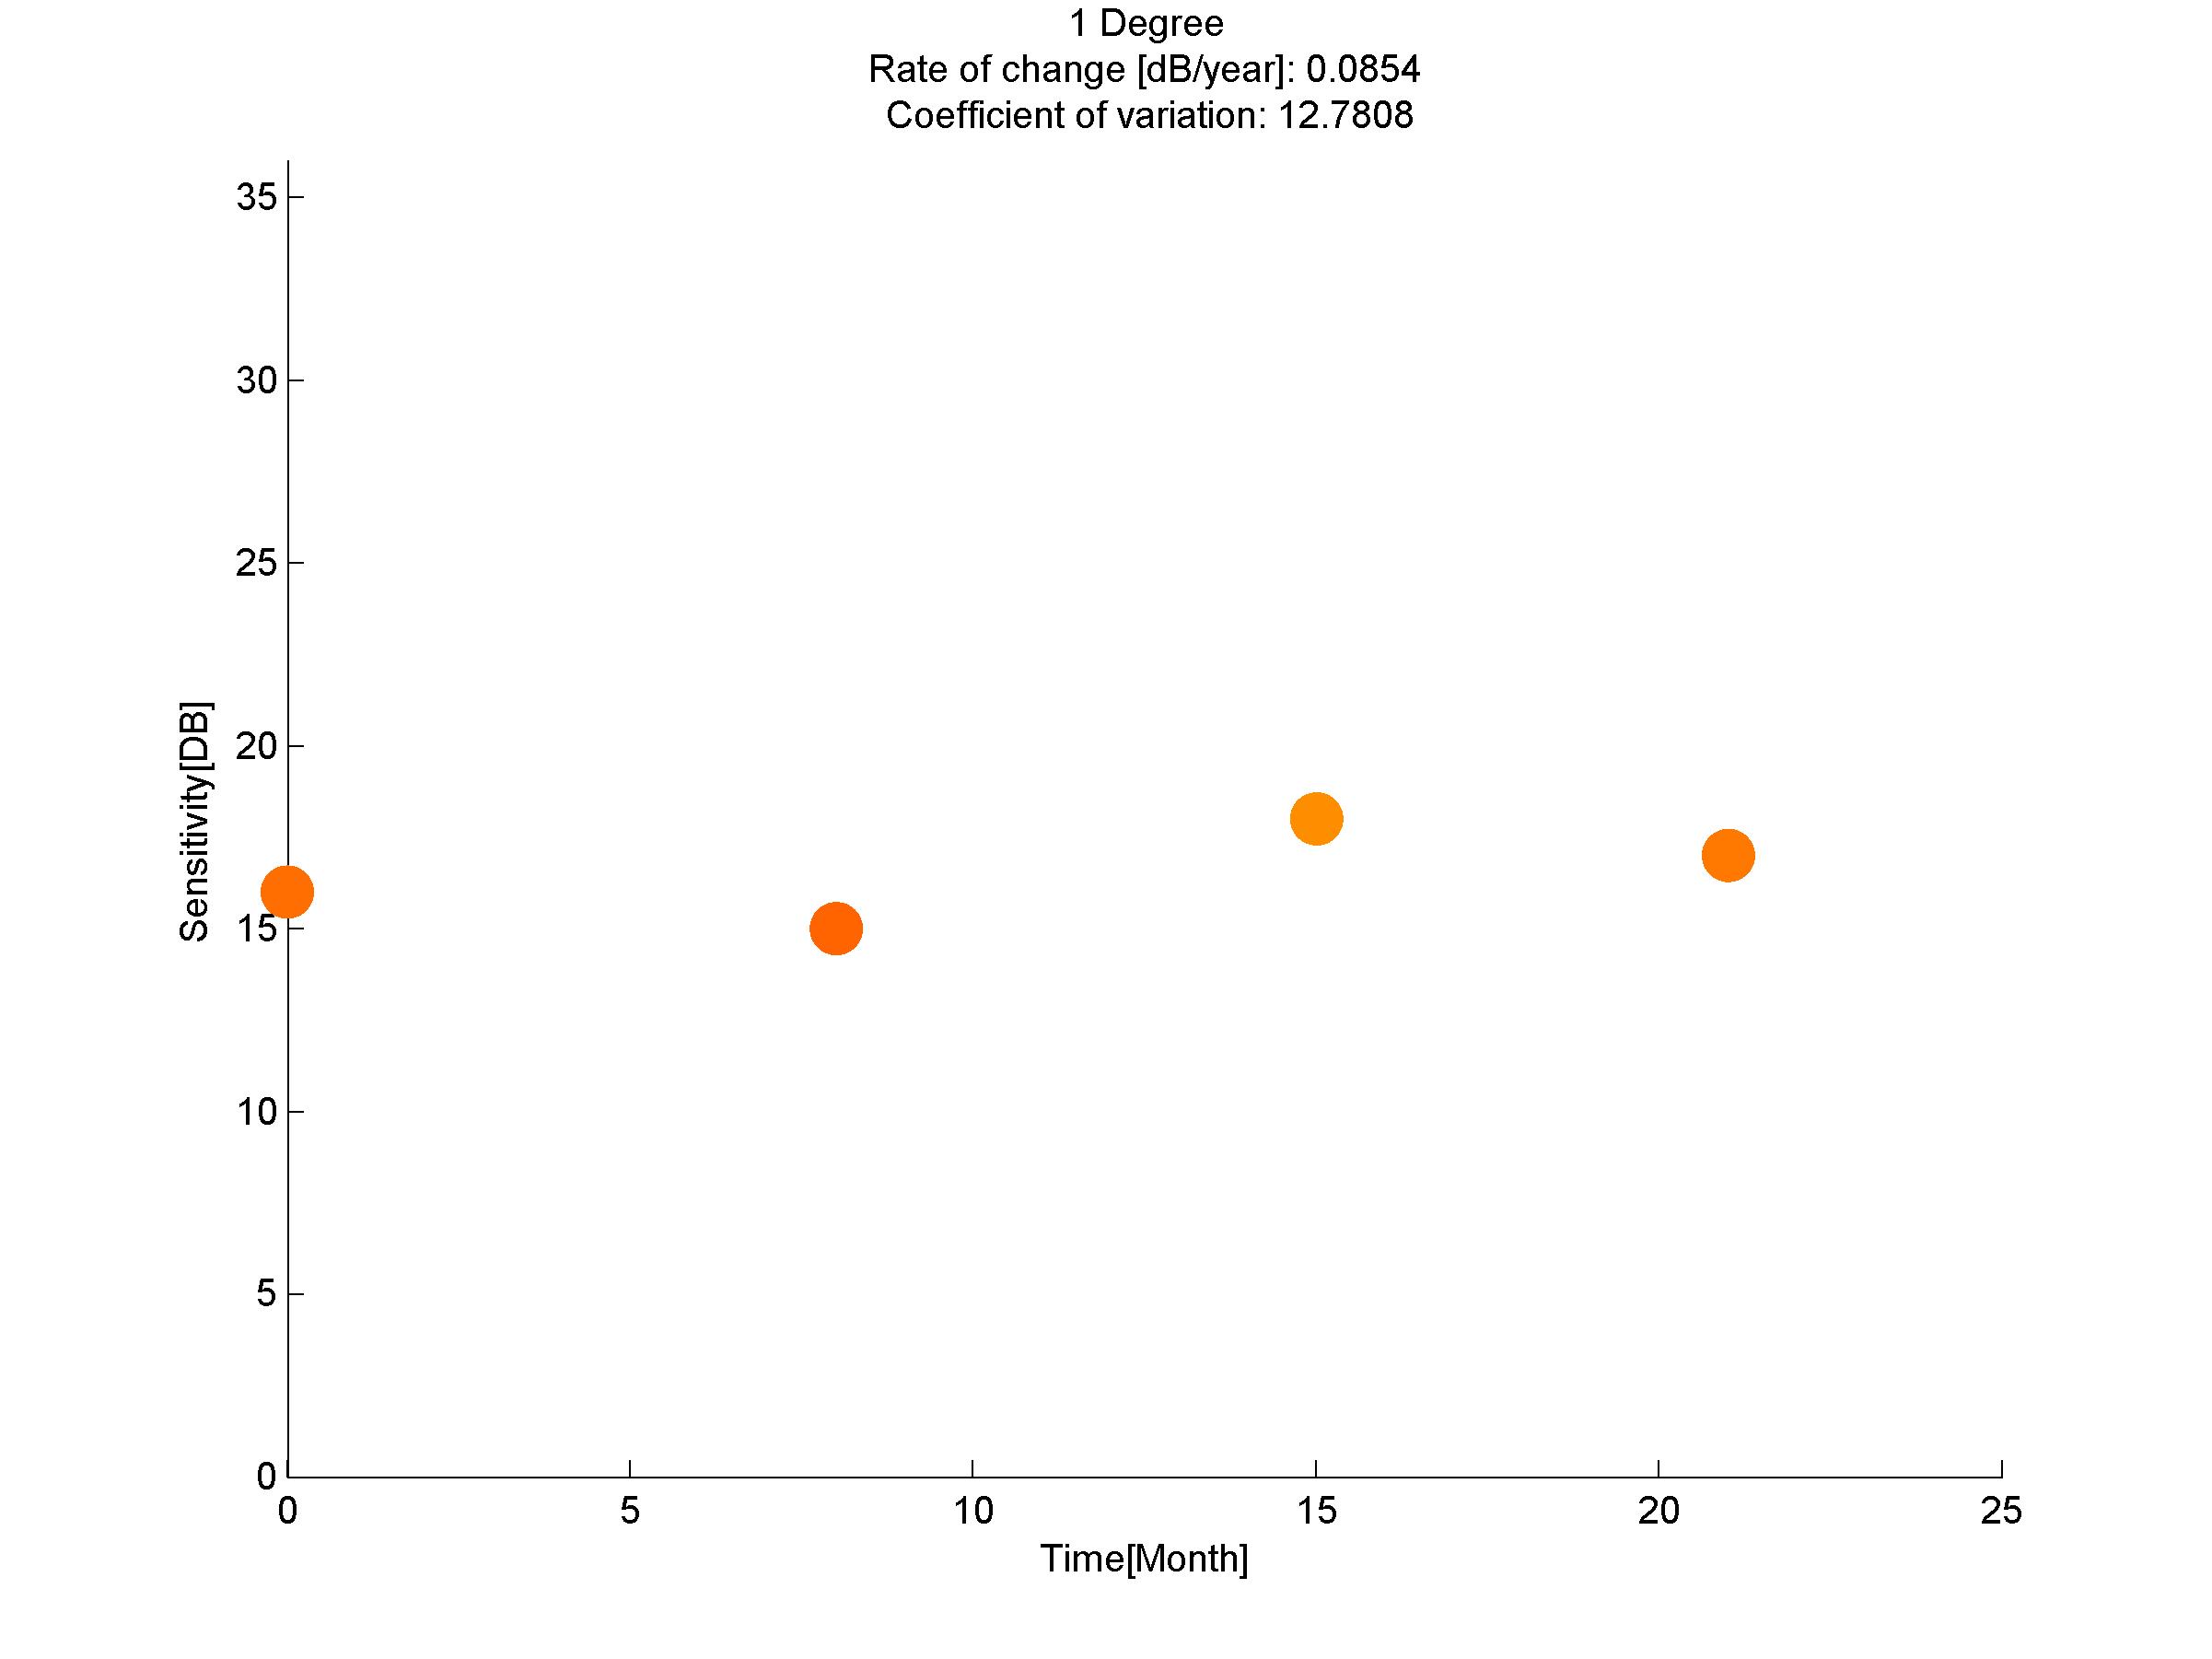 1 Degree
Rate of change [dB/year]: 0.0854
Coefficient of variation: 12.7808
35
30
25
20
15
10
5
0
Sensitivity[DB]
0 5 10 15 20 25
Time[Month]